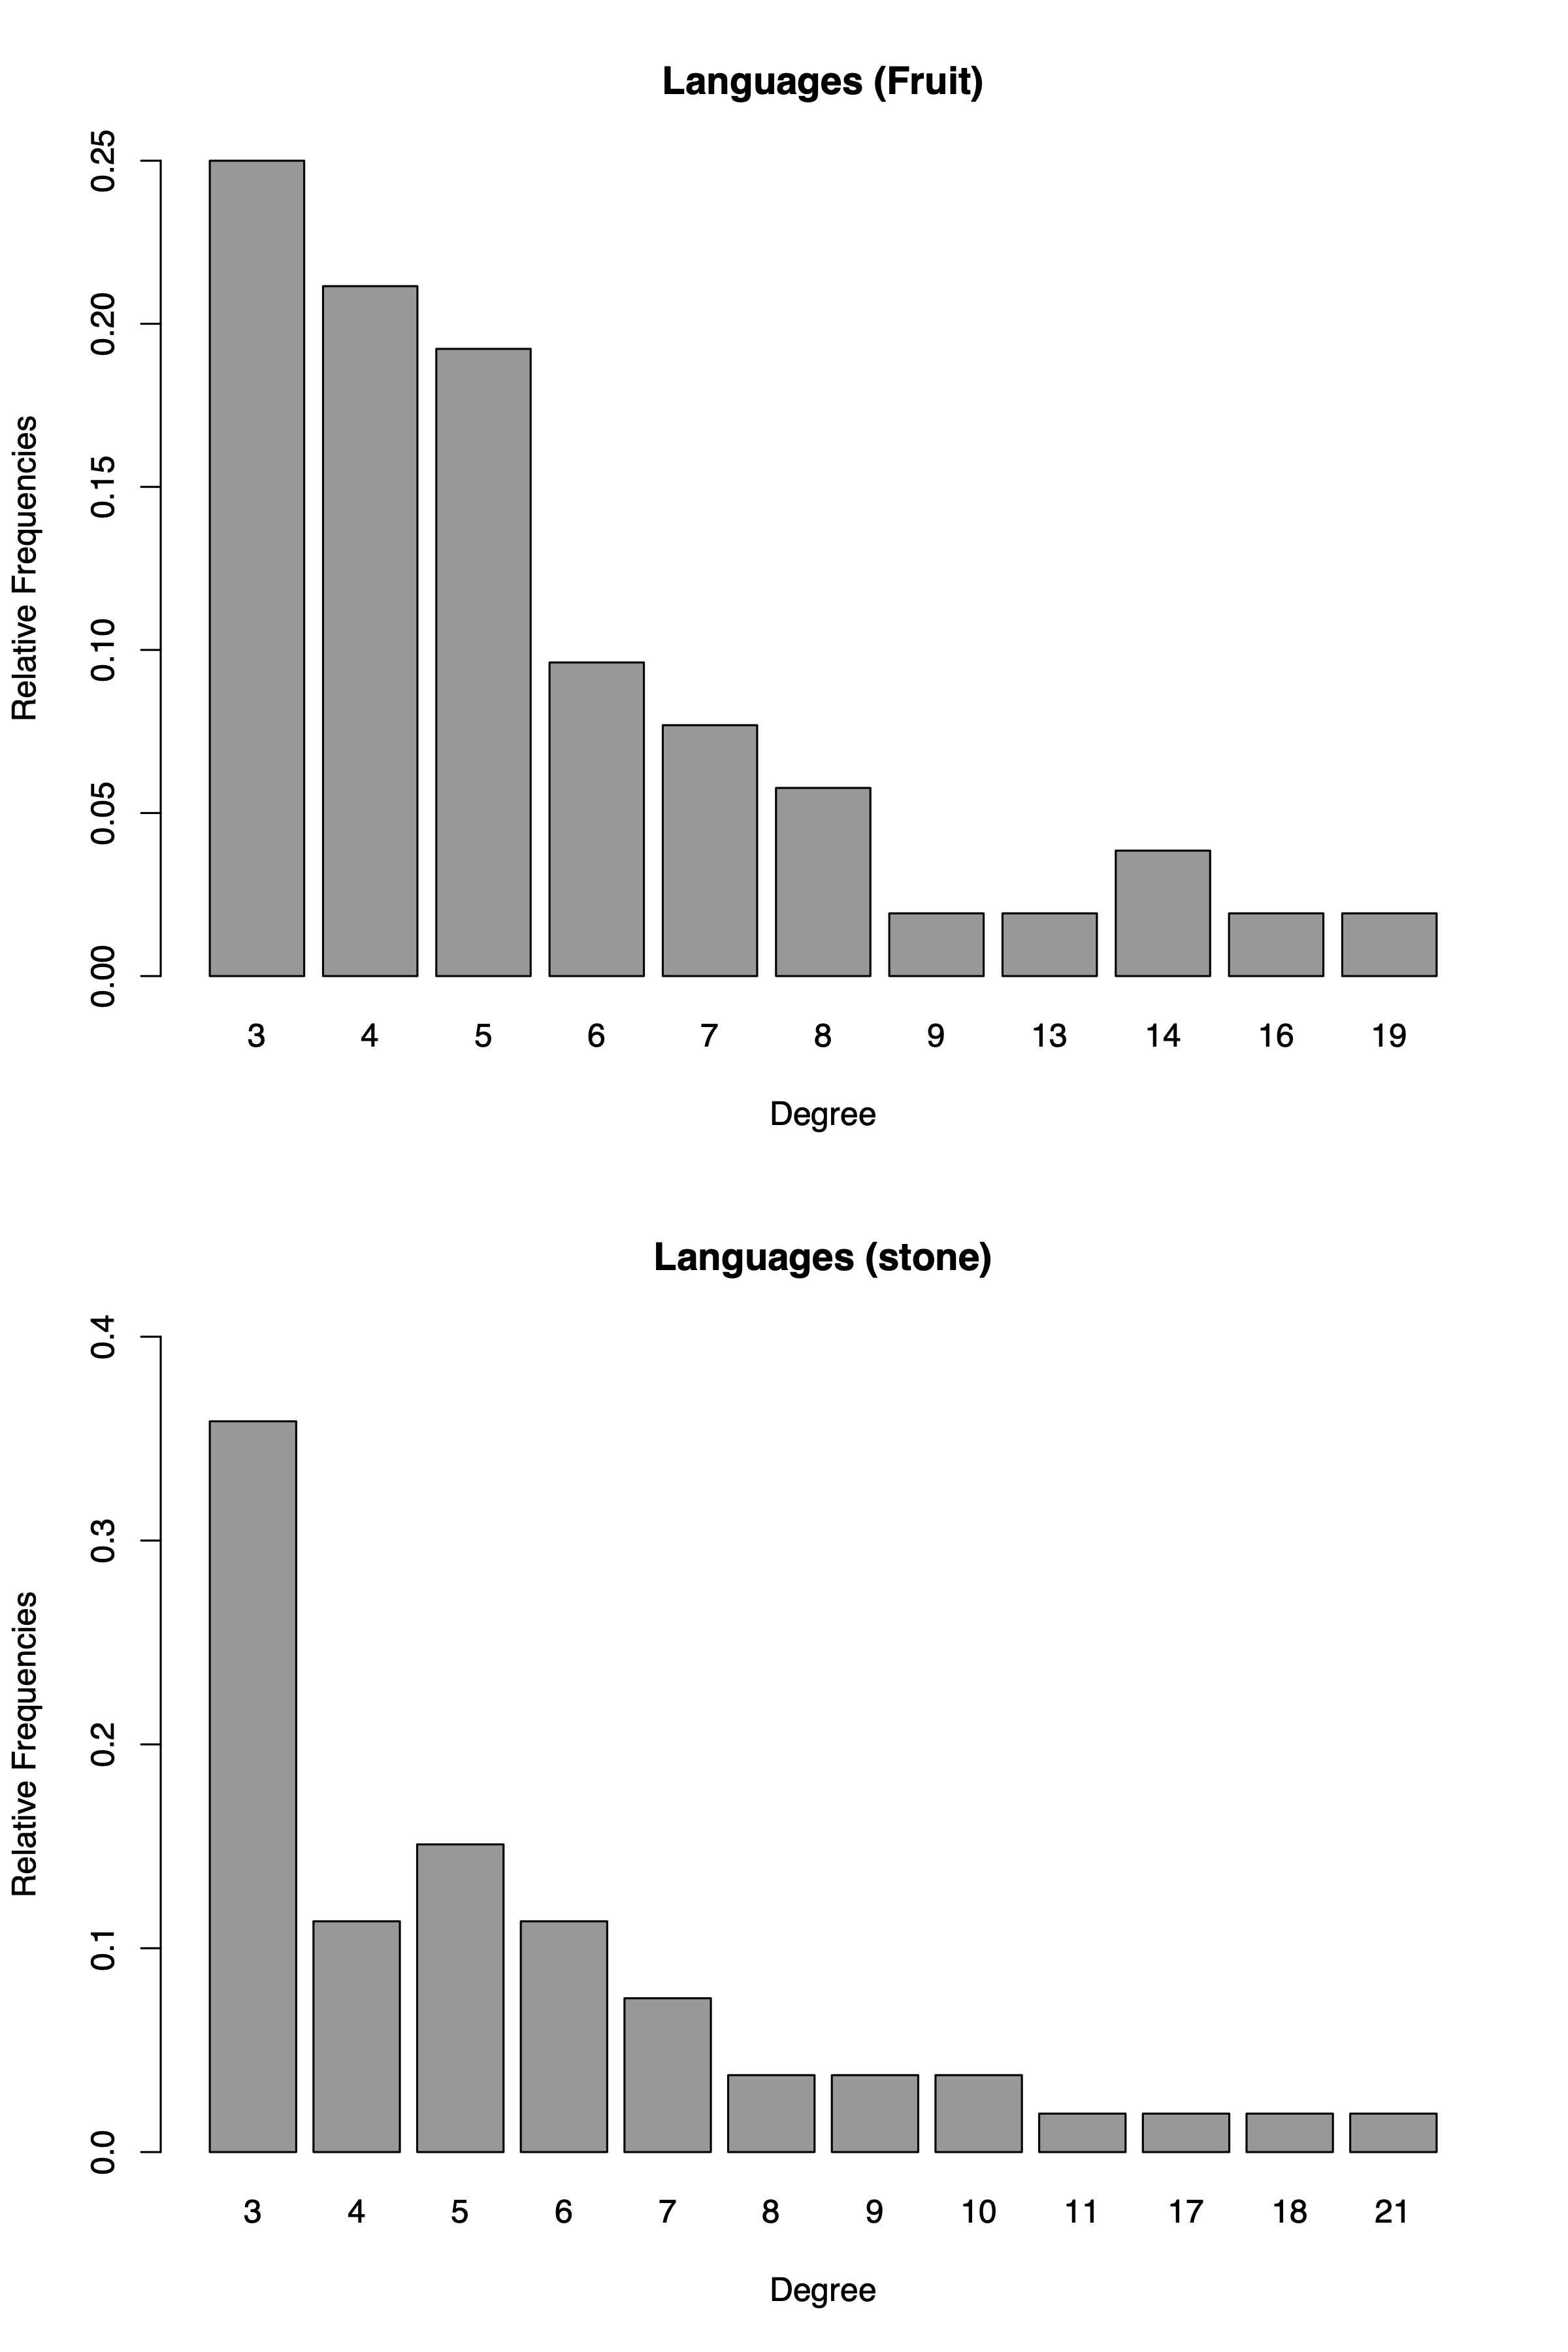 Languages (Fruit)
Relative Frequencies
0.25
0.20
0.15
0.10
0.05
0.00
3 4 5 6 7 8 9 13 14 16 19
Degree
Languages (stone)
Relative Frequencies
0.4
0.3
0.2
0.1
0.0
3 4 5 6 7 8 9 10 11 17 18 21
Degree